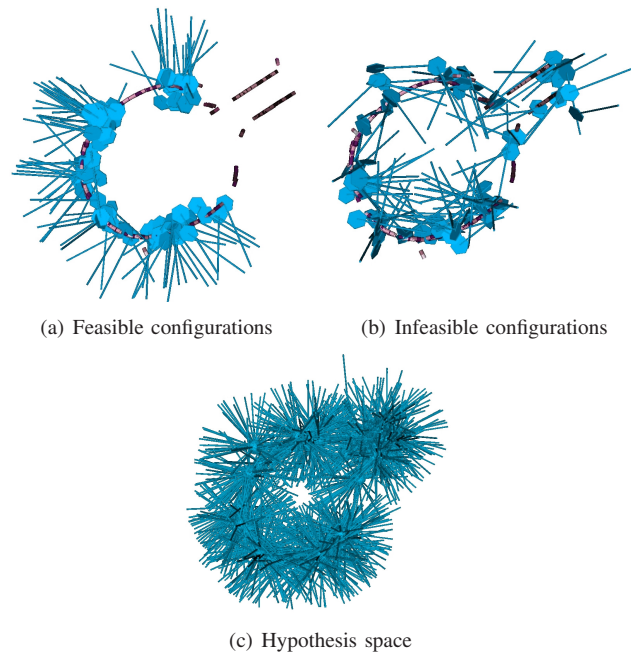 (a) Feasible configurations
(b) Infeasible configurations
(c) Hypothesis space